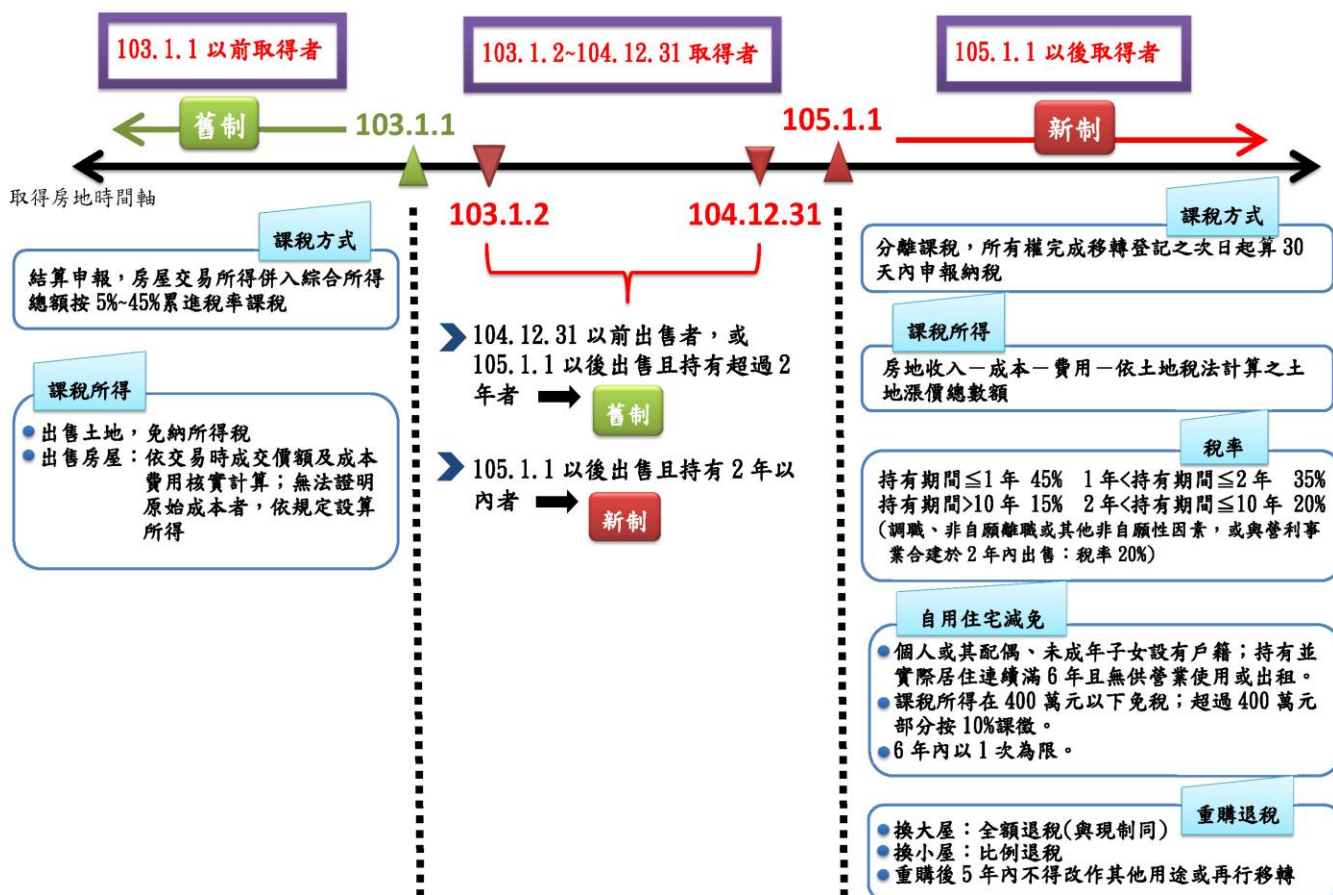 103.1.1 以前取得者
103.1.2~104.12.31 取得者
105.1.1 以後取得者
舊制
103.1.1
105.1.1
新制
取得房地時間軸
103.1.2
104.12.31
課稅方式
結算申報，房屋交易所得併入綜合所得
總額按 5%~45%累進稅率課稅
課稅所得
出售土地，免納所得稅
出售房屋：依交易時成交價額及成本
費用核實計算；無法證明
原始成本者，依規定設算
所得
104.12.31 以前出售者，或
105.1.1 以後出售且持有超過 2
年者
舊制
105.1.1 以後出售且持有 2 年以
內者
新制
課稅方式
分離課稅，所有權完成移轉登記之次日起算 30
天內申報納稅
課稅所得
房地收入－成本－費用－依土地稅法計算之土
地漲價總數額
稅率
持有期間≦1 年 45% 1 年<持有期間≦2 年 35%
持有期間>10 年 15% 2 年<持有期間≦10 年 20%
(調職、非自願離職或其他非自願性因素，或與營利事
業合建於 2 年內出售：稅率 20%)
自用住宅減免
個人或其配偶、未成年子女設有戶籍；持有並
實際居住連續滿 6 年且無供營業使用或出租。
課稅所得在 400 萬元以下免稅；超過 400 萬元
部分按 10%課徵。
6 年內以 1 次為限。
重購退稅
換大屋：全額退稅(與現制同)
換小屋：比例退稅
重購後 5 年內不得改作其他用途或再行移轉